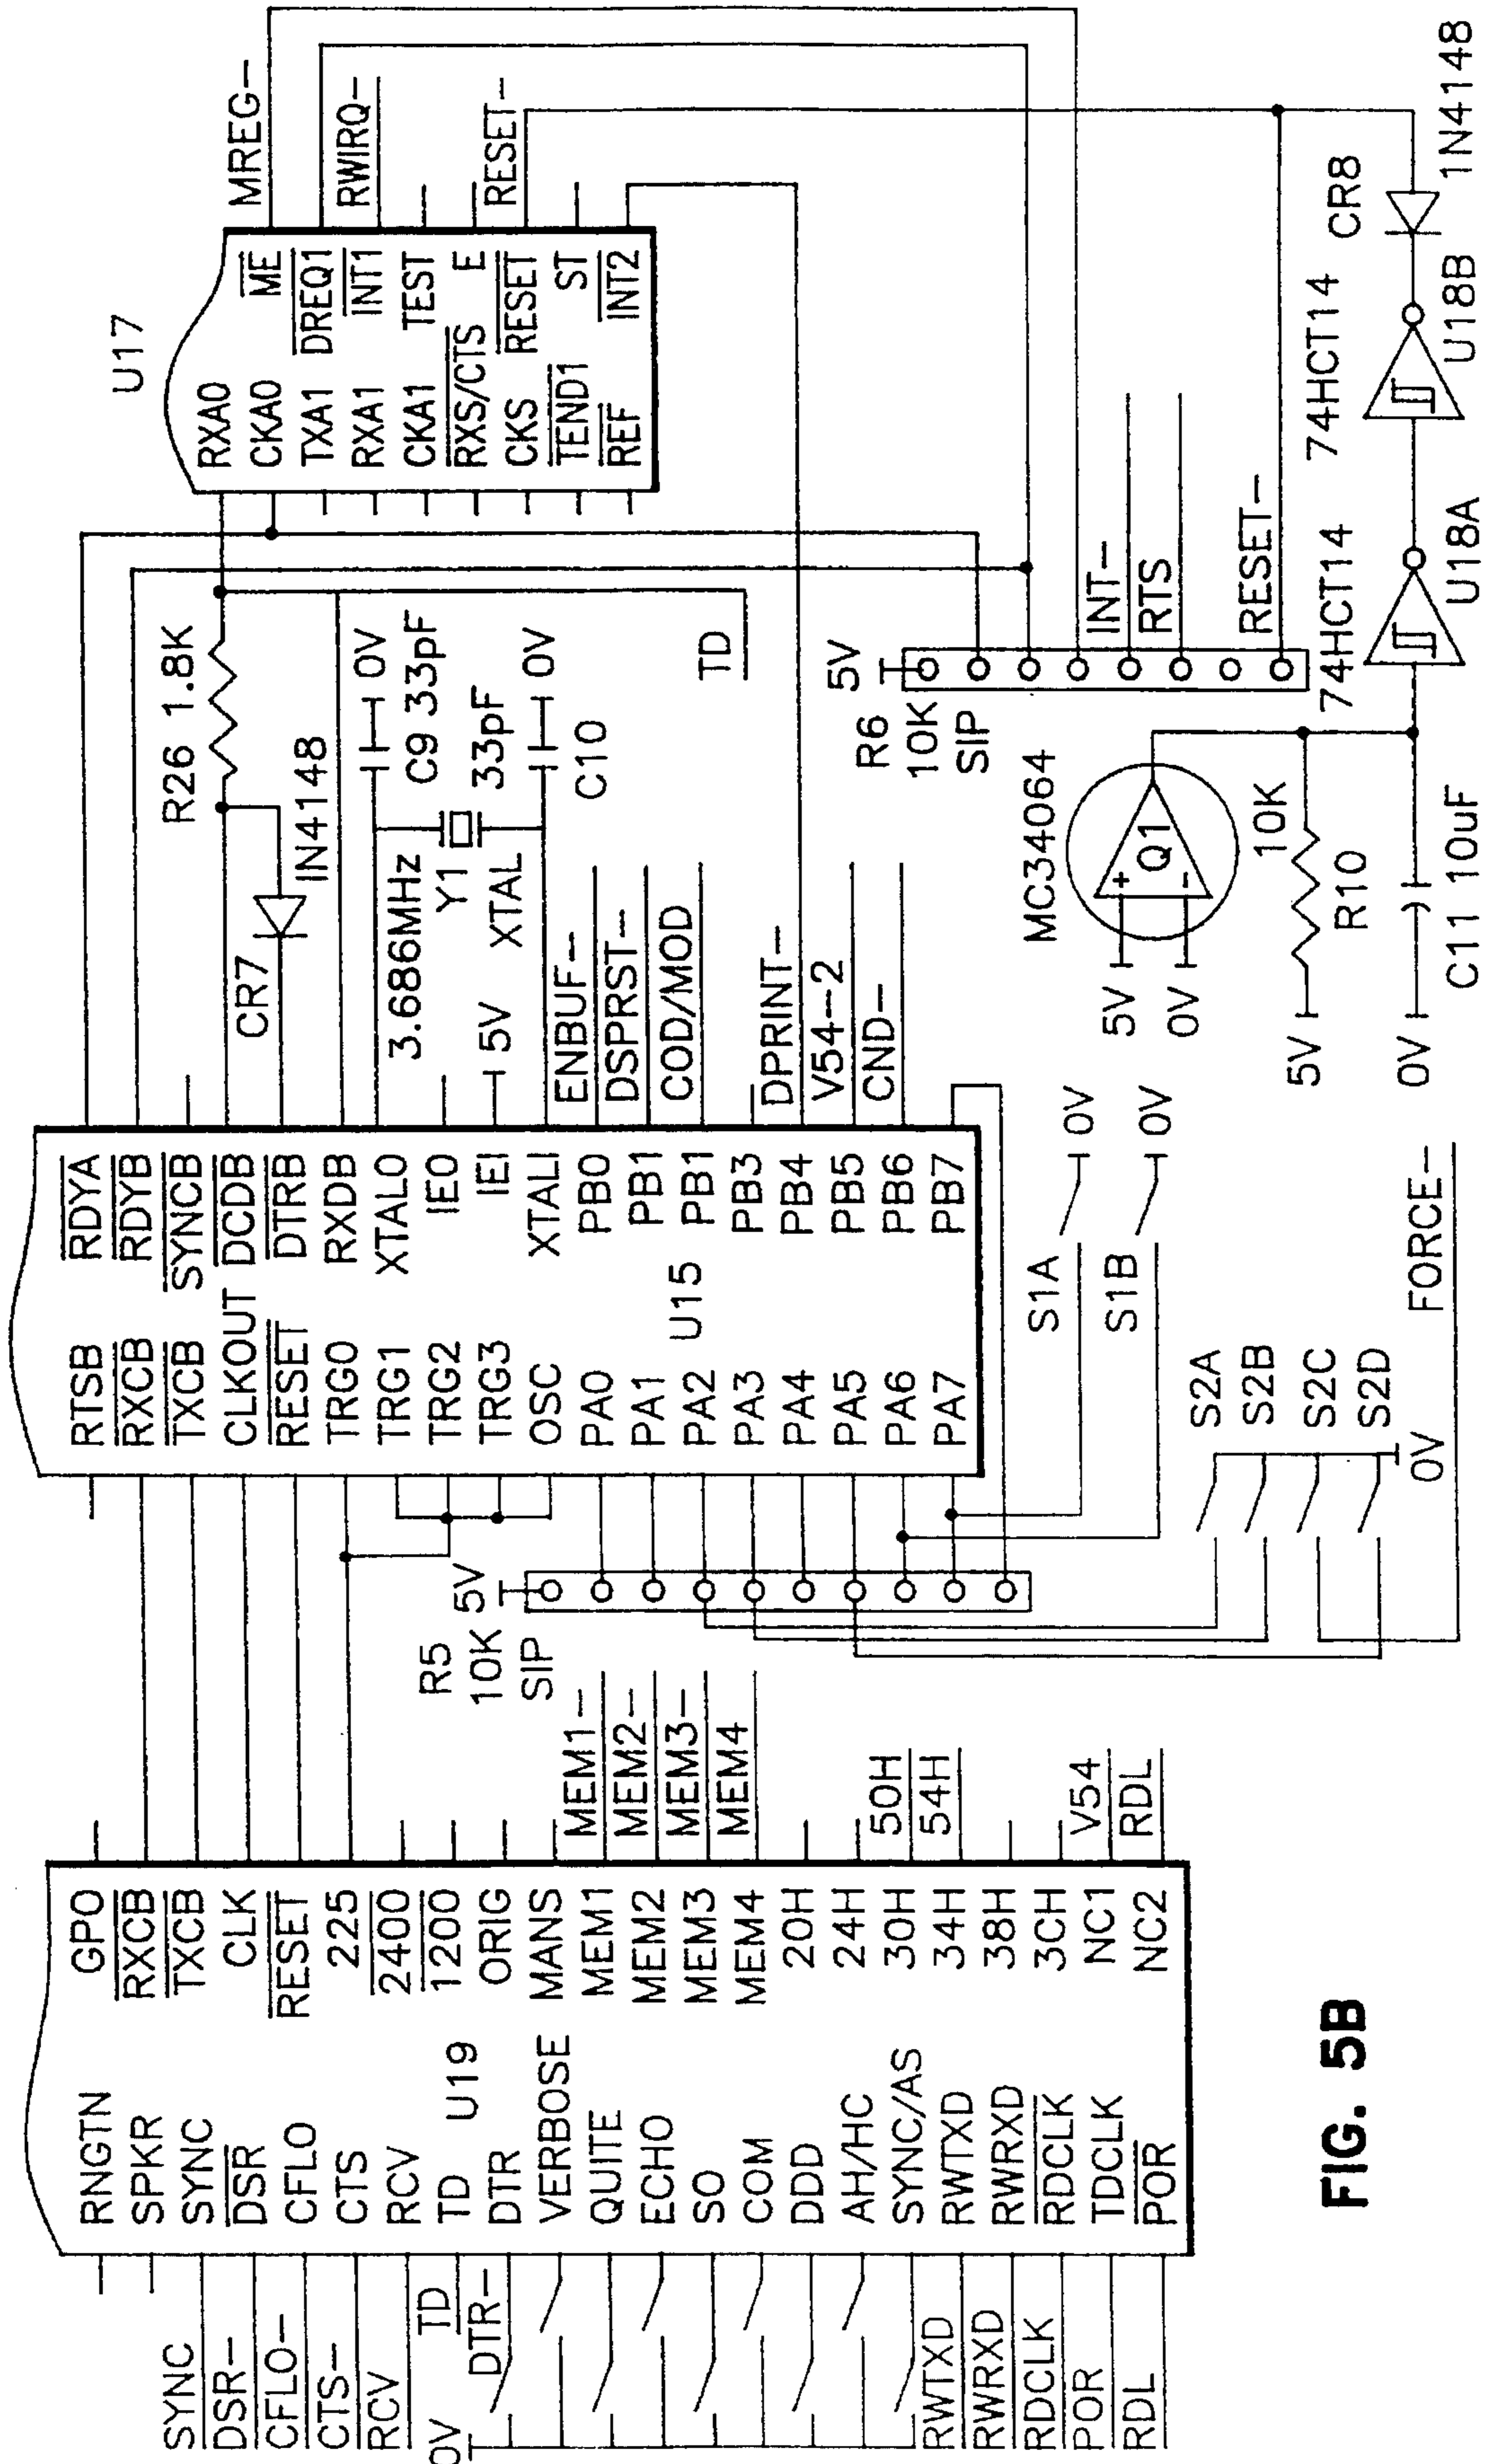 SYNC
DSR-
CFLO-
CTS-
RCV
TD
DTR-
0V
RWTXD
RWRXD
RDCLK
POR
RDL
RNGTN
SPKR
SYNC
DSR
CFLO
CTS
RCV
TD
DTR
VERBOSE
QUITE
ECHO
SO
COM
DDD
AH/HC
SYNC/AS
RWTXD
RWRXD
RDCLK
TDCLK
POR
U19
GPO
RXCB
TXCB
CLK
RESET
225
2400
1200
ORIG
MANS
MEM1
MEM2
MEM3
MEM4
20H
24H
30H
34H
38H
3CH
NC1
NC2
MEM1-
MEM2-
MEM3-
MEM4
50H
54H
V54
RDL
R5
10K
SIP
5V
RTSB
RXCB
TXCB
CLKOUT
RESET
TRG0
TRG1
TRG2
TRG3
OSC
PA0
PA1
PA2
PA3
PA4
PA5
PA6
PA7
U15
RDYA
RDYB
SYNCB
DCDB
DTRB
RXDB
XTALO
IEO
IEI
XTALI
PB0
PB1
PB1
PB3
PB4
PB5
PB6
PB7
S2A
S2B
S2C
S2D
0V
FORCE-
S1A
0V
S1B
0V
CR7
IN4148
R26 1.8K
3.686MHz
Y1
XTAL
5V
0V
C9 33pF
33pF
0V
C10
ENBUF-
DSPRST-
COD/MOD
DPRINT-
V54--2
CND-
TD
U17
RXA0
CKA0
TXA1
RXA1
CKA1
RXS/CTS
CKS
TEND1
REF
ME
DREQ1
INT1
TEST
E
RESET
ST
INT2
MREG-
RWIRQ-
RESET-
R6
10K
SIP
5V
INT-
RTS
RESET-
MC34064
Q1
+
-
5V
0V
10K
R10
5V
0V
C11 10uF
74HCT14
U18A
74HCT14
U18B
CR8
1N4148
FIG. 5B